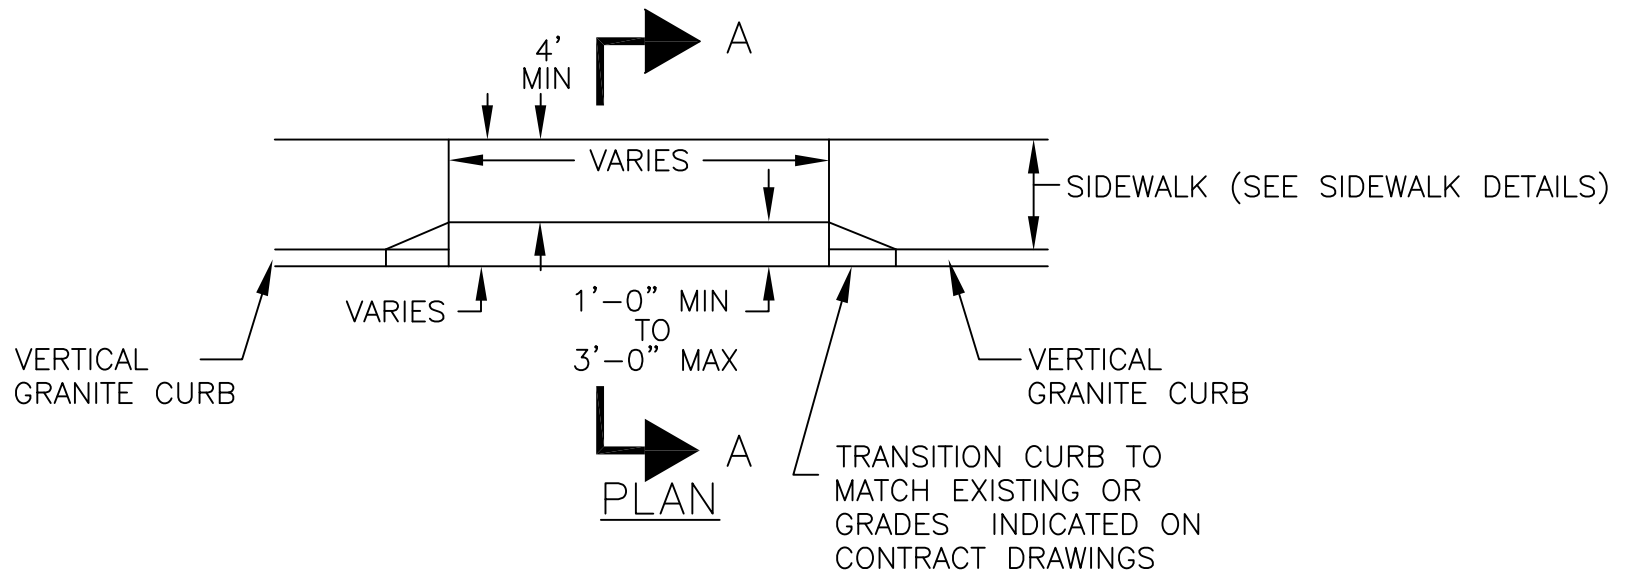 A
4'
MIN
VARIES
SIDEWALK (SEE SIDEWALK DETAILS)
VARIES
1'-0" MIN
TO
3'-0" MAX
VERTICAL
GRANITE CURB
VERTICAL
GRANITE CURB
A
PLAN
TRANSITION CURB TO
MATCH EXISTING OR
GRADES INDICATED ON
CONTRACT DRAWINGS